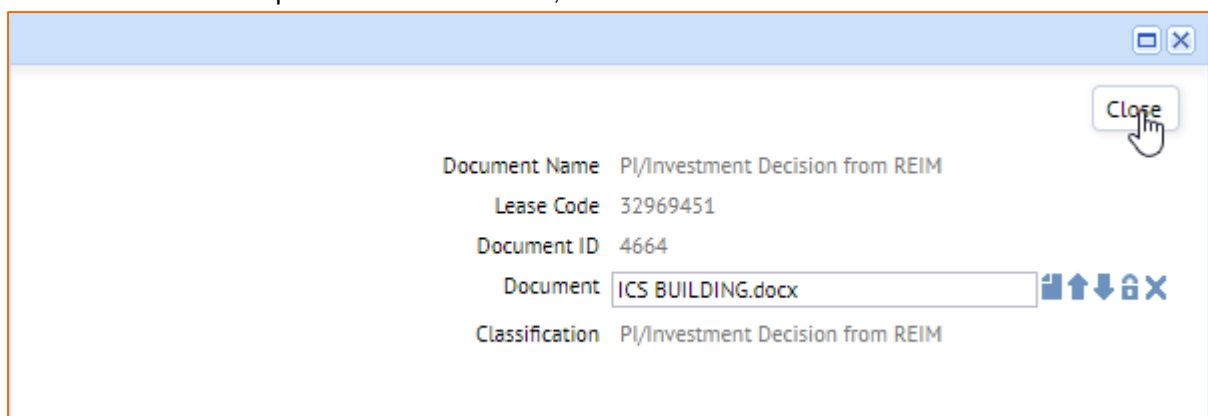 Close
Document Name PI/Investment Decision from REIM
Lease Code 32969451
Document ID 4664
Document ICS BUILDING.docx
Classification PI/Investment Decision from REIM